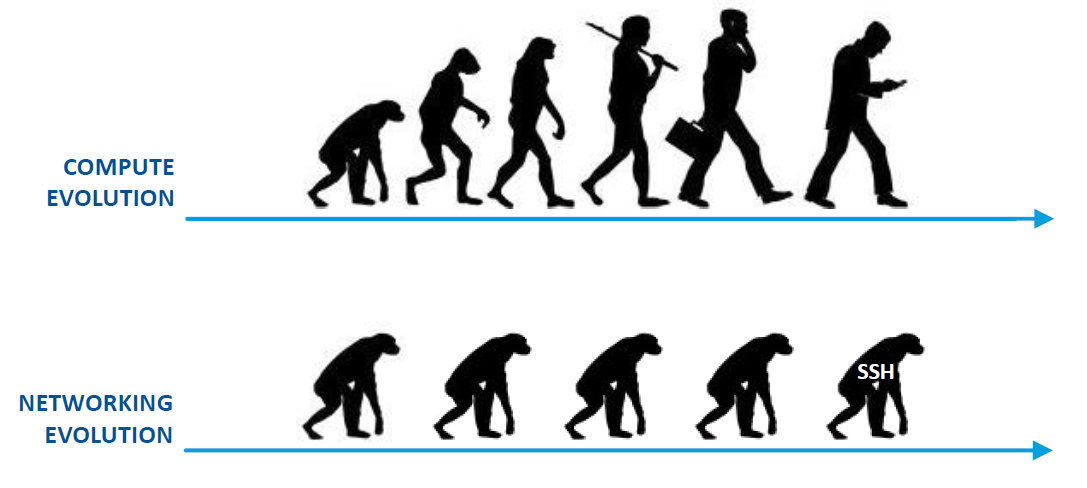 COMPUTE
EVOLUTION
SSH
NETWORKING
EVOLUTION